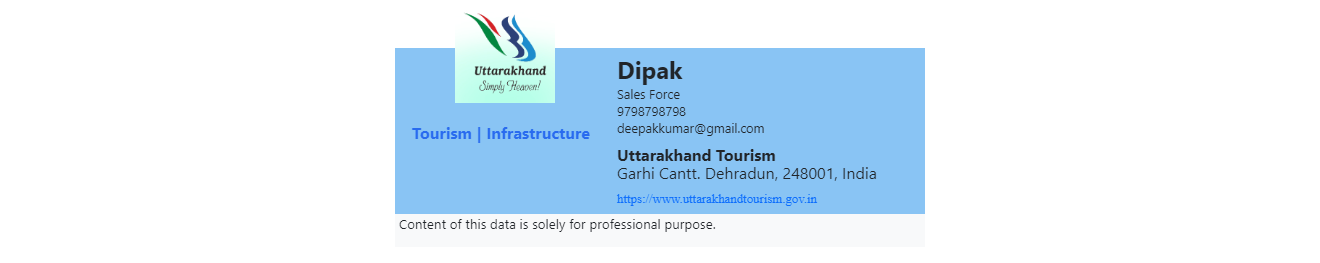 Uttarakhand
Simply Heaven!
Tourism | Infrastructure
Dipak
Sales Force
9798798798
deepakkumar@gmail.com
Uttarakhand Tourism
Garhi Cantt. Dehradun, 248001, India
https://www.uttarakhandtourism.gov.in
Content of this data is solely for professional purpose.